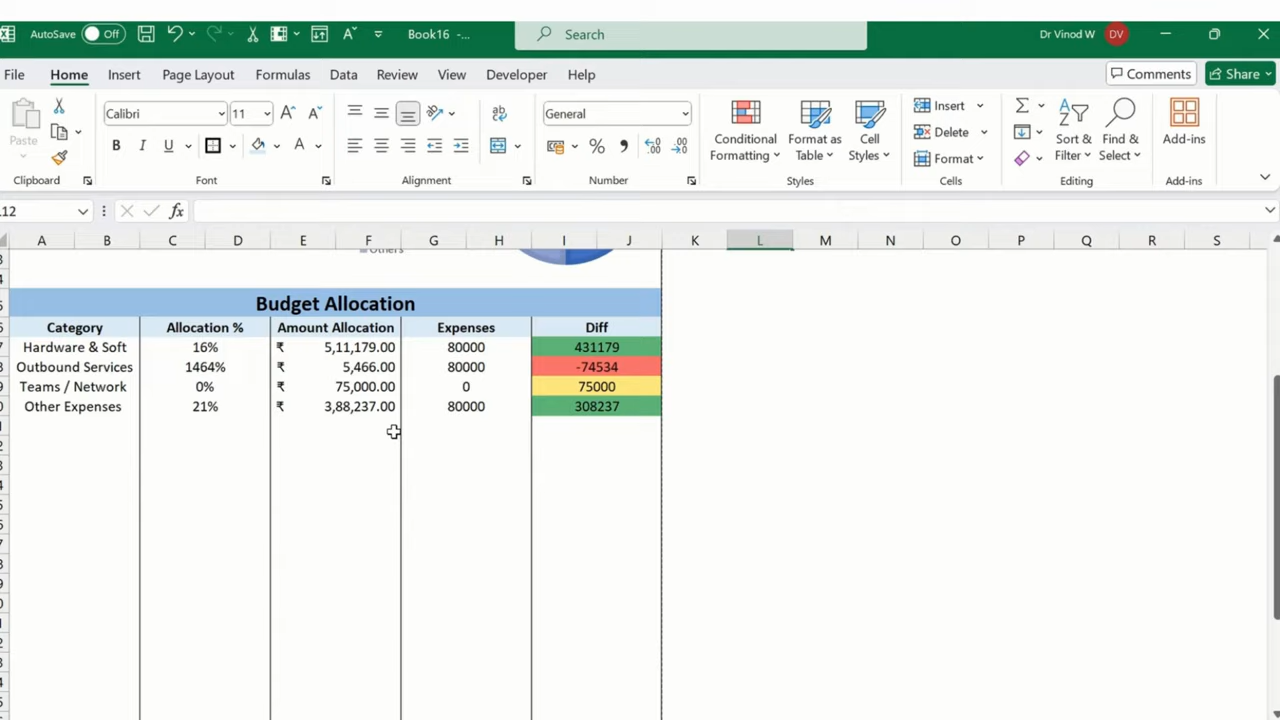 AutoSave Off Book16 -... Search Dr Vinod W DV
File Home Insert Page Layout Formulas Data Review View Developer Help Comments Share
Paste Calibri 11 General Conditional Formatting Format as Table Cell Styles Insert Delete Format Sort & Filter Find & Select Add-ins
B I U
Clipboard Font Alignment Number Styles Cells Editing Add-ins
12 fx
A B C D E F G H I J K L M N O P Q R S
Others
Budget Allocation
Category Allocation % Amount Allocation Expenses Diff
Hardware & Soft 16% ₹ 5,11,179.00 80000 431179
Outbound Services 1464% ₹ 5,466.00 80000 -74534
Teams / Network 0% ₹ 75,000.00 0 75000
Other Expenses 21% ₹ 3,88,237.00 80000 308237